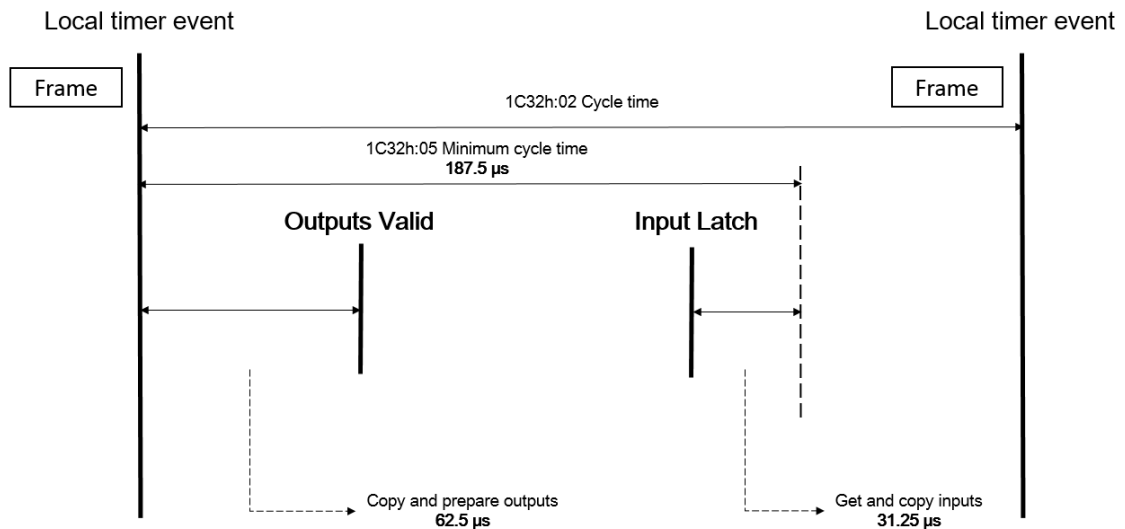 Local timer event
Local timer event
Frame
Frame
1C32h:02 Cycle time
1C32h:05 Minimum cycle time
187.5 µs
Outputs Valid
Input Latch
Copy and prepare outputs
62.5 µs
Get and copy inputs
31.25 µs